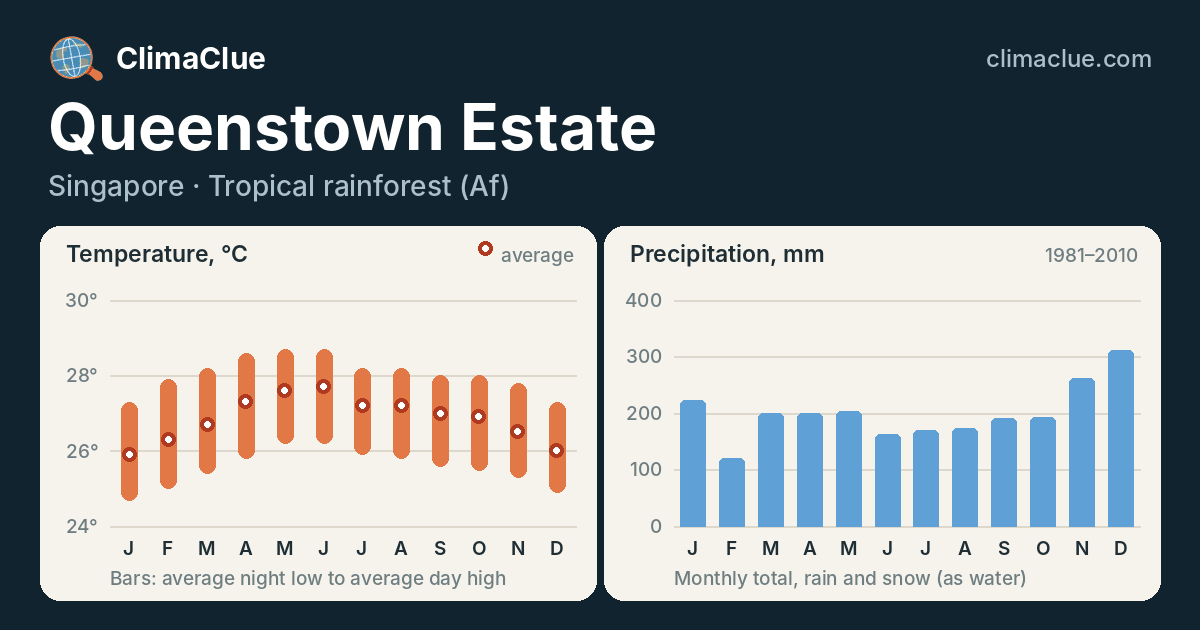 ClimaClue
climaclue.com
Queenstown Estate
Singapore · Tropical rainforest (Af)
Temperature, °C
average
30°
28°
26°
24°
J F M A M J J A S O N D
Bars: average night low to average day high
Precipitation, mm
1981–2010
400
300
200
100
0
J F M A M J J A S O N D
Monthly total, rain and snow (as water)